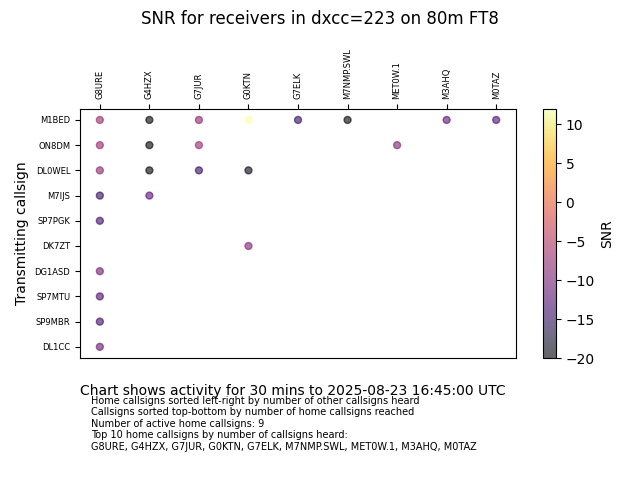 SNR for receivers in dxcc=223 on 80m FT8
G8URE G4HZX G7JUR G0KTN G7ELK M7NMP.SWL MET0W.1 M3AHQ M0TAZ
Transmitting callsign
M1BED
ON8DM
DL0WEL
M7IJS
SP7PGK
DK7ZT
DG1ASD
SP7MTU
SP9MBR
DL1CC
10
5
0
−5
−10
−15
−20
SNR
Chart shows activity for 30 mins to 2025-08-23 16:45:00 UTC
Home callsigns sorted left-right by number of other callsigns heard
Callsigns sorted top-bottom by number of home callsigns reached
Number of active home callsigns: 9
Top 10 home callsigns by number of callsigns heard:
G8URE, G4HZX, G7JUR, G0KTN, G7ELK, M7NMP.SWL, MET0W.1, M3AHQ, M0TAZ